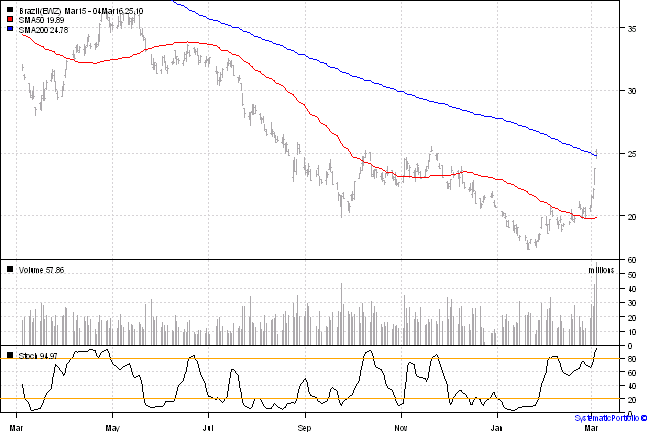 Brazil(EWZ) Mar15 - 04Mar16 25.10
SMA50 19.89
SMA200 24.78
35
30
25
20
Volume 57.86
millions
60
50
40
30
20
10
0
Stoch 94.97
80
60
40
20
0
SystematicPortfolio ©
Mar May Jul Sep Nov Jan Mar